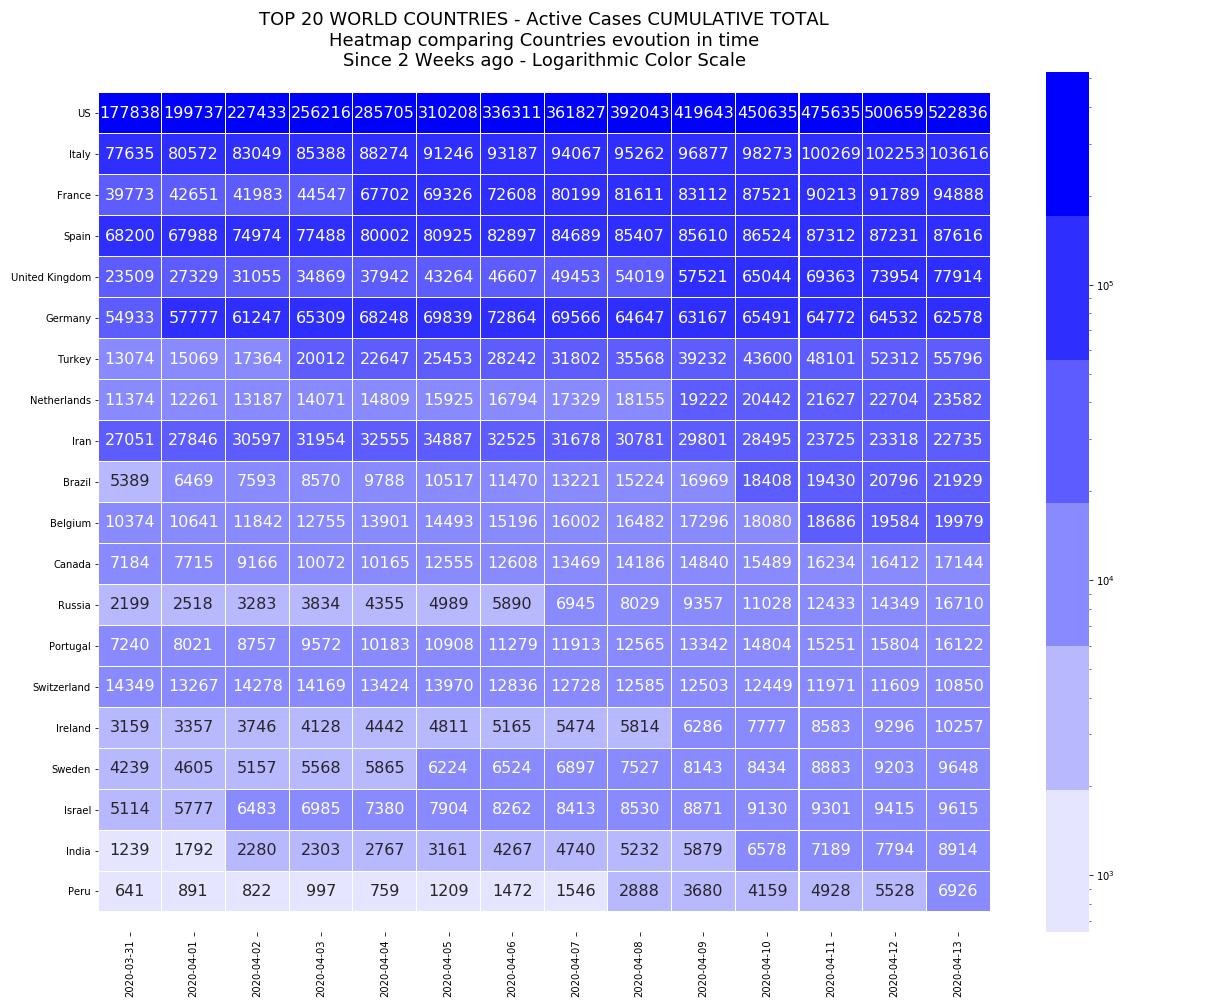 TOP 20 WORLD COUNTRIES - Active Cases CUMULATIVE TOTAL
Heatmap comparing Countries evoution in time
Since 2 Weeks ago - Logarithmic Color Scale
US 177838 199737 227433 256216 285705 310208 336311 361827 392043 419643 450635 475635 500659 522836
Italy 77635 80572 83049 85388 88274 91246 93187 94067 95262 96877 98273 100269 102253 103616
France 39773 42651 41983 44547 67702 69326 72608 80199 81611 83112 87521 90213 91789 94888
Spain 68200 67988 74974 77488 80002 80925 82897 84689 85407 85610 86524 87312 87231 87616
United Kingdom 23509 27329 31055 34869 37942 43264 46607 49453 54019 57521 65044 69363 73954 77914
Germany 54933 57777 61247 65309 68248 69839 72864 69566 64647 63167 65491 64772 64532 62578
Turkey 13074 15069 17364 20012 22647 25453 28242 31802 35568 39232 43600 48101 52312 55796
Netherlands 11374 12261 13187 14071 14809 15925 16794 17329 18155 19222 20442 21627 22704 23582
Iran 27051 27846 30597 31954 32555 34887 32525 31678 30781 29801 28495 23725 23318 22735
Brazil 5389 6469 7593 8570 9788 10517 11470 13221 15224 16969 18408 19430 20796 21929
Belgium 10374 10641 11842 12755 13901 14493 15196 16002 16482 17296 18080 18686 19584 19979
Canada 7184 7715 9166 10072 10165 12555 12608 13469 14186 14840 15489 16234 16412 17144
Russia 2199 2518 3283 3834 4355 4989 5890 6945 8029 9357 11028 12433 14349 16710
Portugal 7240 8021 8757 9572 10183 10908 11279 11913 12565 13342 14804 15251 15804 16122
Switzerland 14349 13267 14278 14169 13424 13970 12836 12728 12585 12503 12449 11971 11609 10850
Ireland 3159 3357 3746 4128 4442 4811 5165 5474 5814 6286 7777 8583 9296 10257
Sweden 4239 4605 5157 5568 5865 6224 6524 6897 7527 8143 8434 8883 9203 9648
Israel 5114 5777 6483 6985 7380 7904 8262 8413 8530 8871 9130 9301 9415 9615
India 1239 1792 2280 2303 2767 3161 4267 4740 5232 5879 6578 7189 7794 8914
Peru 641 891 822 997 759 1209 1472 1546 2888 3680 4159 4928 5528 6926
2020-03-31 2020-04-01 2020-04-02 2020-04-03 2020-04-04 2020-04-05 2020-04-06 2020-04-07 2020-04-08 2020-04-09 2020-04-10 2020-04-11 2020-04-12 2020-04-13
10⁵
10⁴
10³